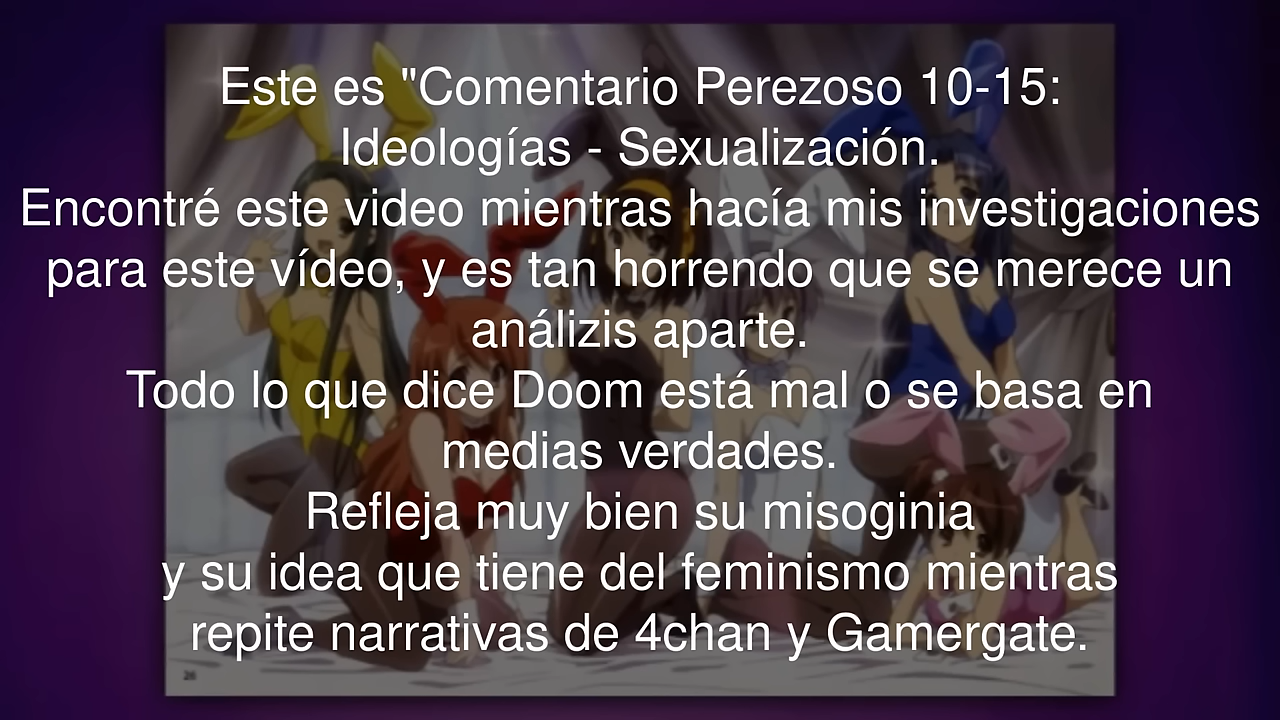 Este es "Comentario Perezoso 10-15:
Ideologías - Sexualización.
Encontré este video mientras hacía mis investigaciones
para este vídeo, y es tan horrendo que se merece un
análizis aparte.
Todo lo que dice Doom está mal o se basa en
medias verdades.
Refleja muy bien su misoginia
y su idea que tiene del feminismo mientras
repite narrativas de 4chan y Gamergate.
26